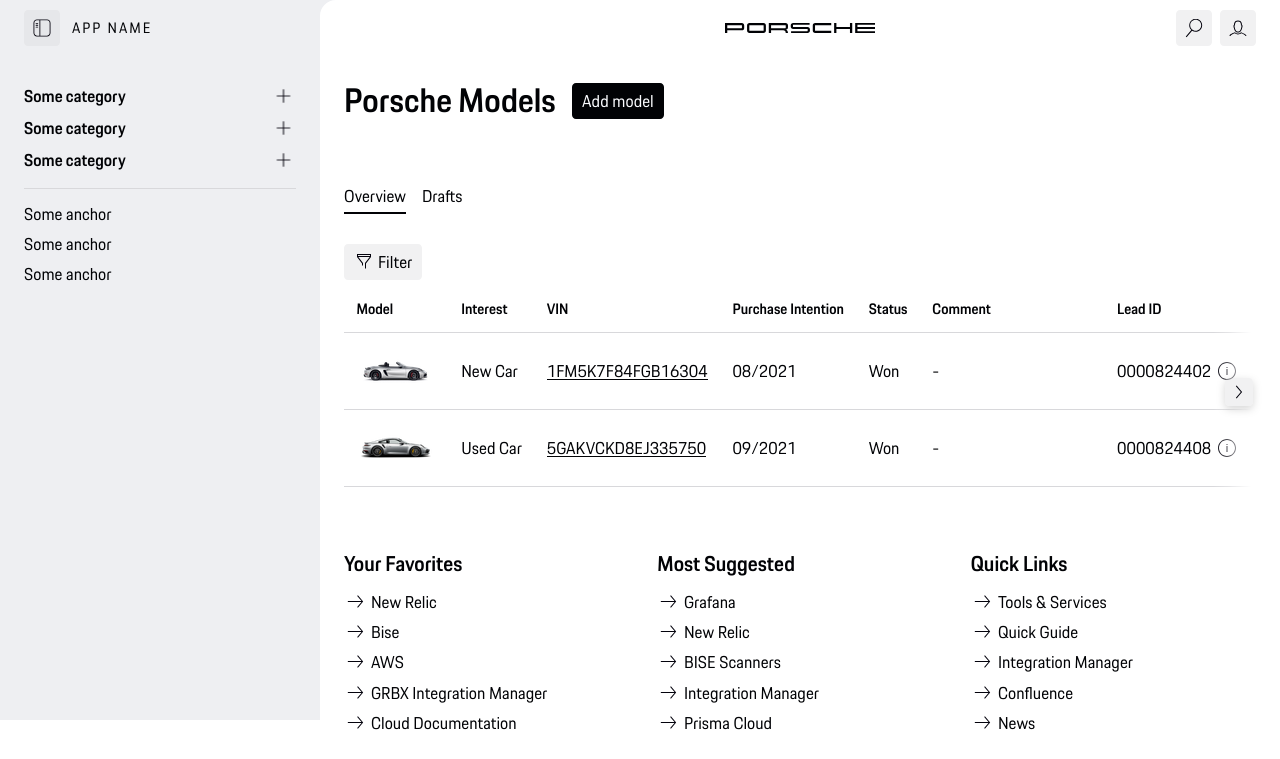 APP NAME
PORSCHE
Some category
Some category
Some category
Some anchor
Some anchor
Some anchor
Porsche Models
Add model
Overview Drafts
Filter
Model Interest VIN Purchase Intention Status Comment Lead ID
New Car 1FM5K7F84FGB16304 08/2021 Won - 0000824402
Used Car 5GAKVCKD8EJ335750 09/2021 Won - 0000824408
Your Favorites
New Relic
Bise
AWS
GRBX Integration Manager
Cloud Documentation
Most Suggested
Grafana
New Relic
BISE Scanners
Integration Manager
Prisma Cloud
Quick Links
Tools & Services
Quick Guide
Integration Manager
Confluence
News